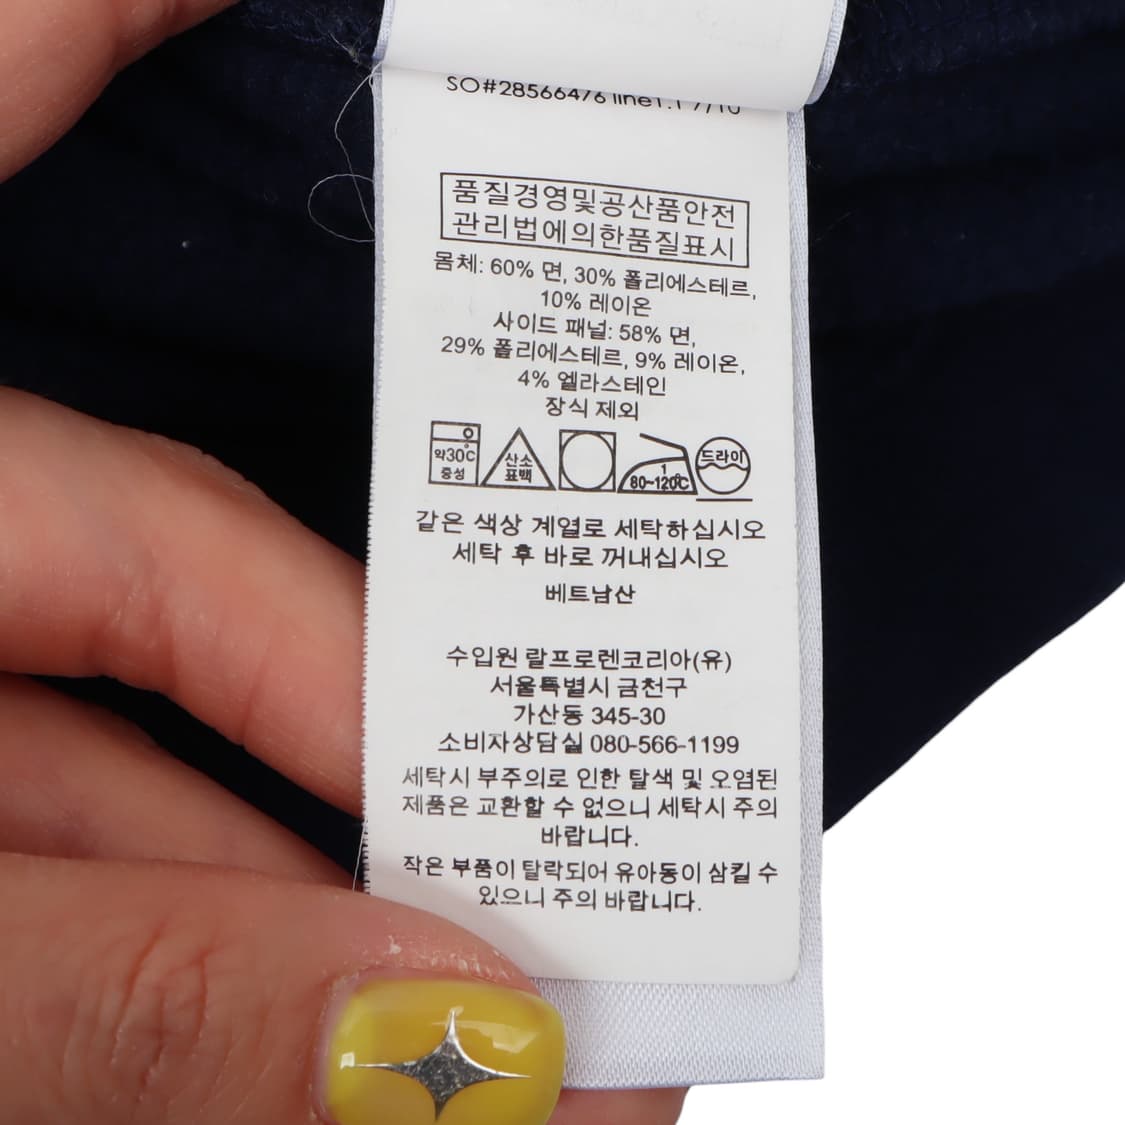 SO#28566476 line1.1 7/10
품질경영및공산품안전
관리법에의한품질표시
몸체: 60% 면, 30% 폴리에스테르,
10% 레이온
사이드 패널: 58% 면,
29% 폴리에스테르, 9% 레이온,
4% 엘라스테인
장식 제외
약30℃ 중성
산소 표백
1 80~120℃
드라이
같은 색상 계열로 세탁하십시오
세탁 후 바로 꺼내십시오
베트남산
수입원 랄프로렌코리아(유)
서울특별시 금천구
가산동 345-30
소비자상담실 080-566-1199
세탁시 부주의로 인한 탈색 및 오염된
제품은 교환할 수 없으니 세탁시 주의
바랍니다.
작은 부품이 탈락되어 유아동이 삼킬 수
있으니 주의 바랍니다.